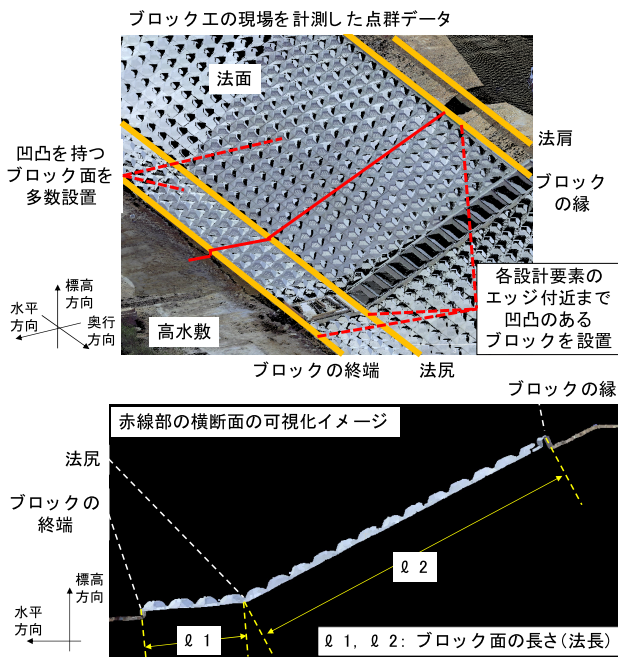 ブロック工の現場を計測した点群データ
法面
凹凸を持つ
ブロック面を
多数設置
法肩
ブロック
の縁
標高
方向
水平
方向
奥行
方向
高水敷
各設計要素の
エッジ付近まで
凹凸のある
ブロックを設置
ブロックの終端
法尻
ブロックの縁
赤線部の横断面の可視化イメージ
法尻
ブロックの
終端
標高
方向
水平
方向
ℓ1
ℓ2
ℓ1, ℓ2: ブロック面の長さ(法長)